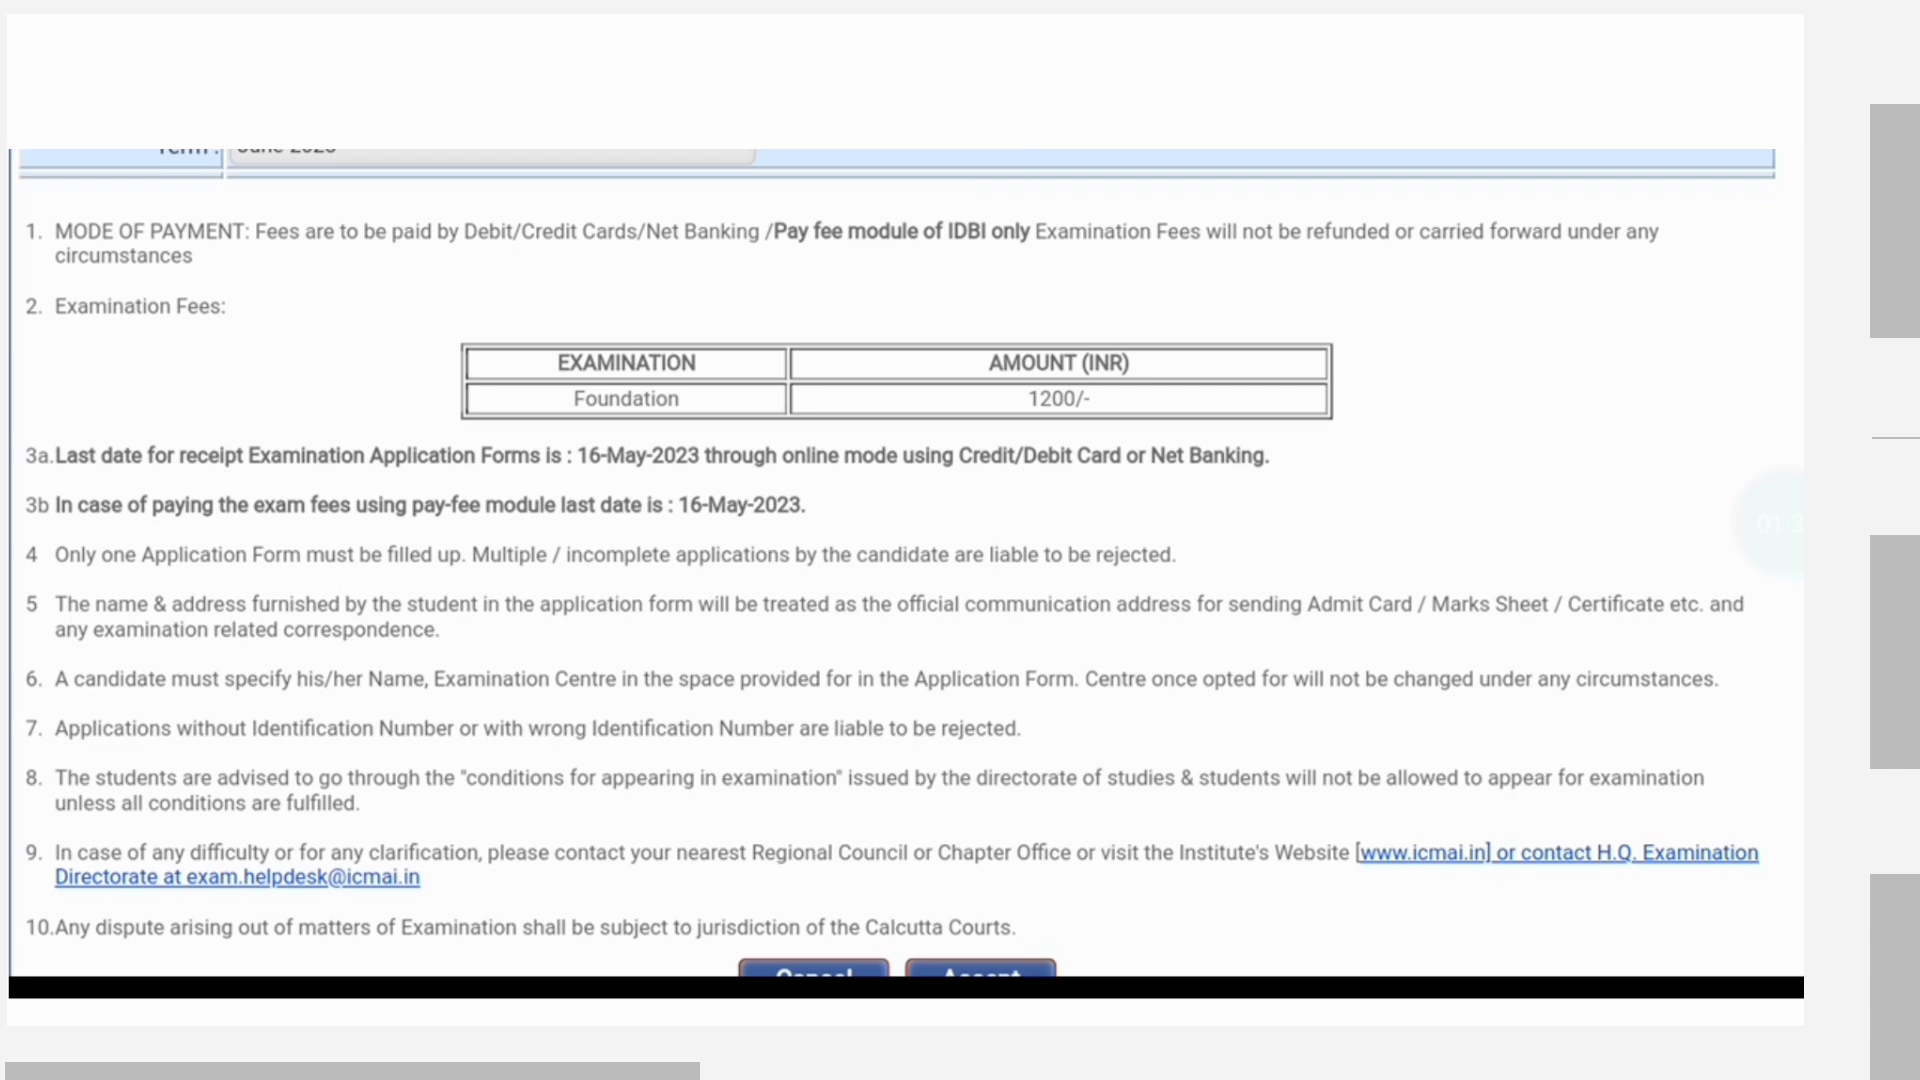 Term :
June 2023
1. MODE OF PAYMENT: Fees are to be paid by Debit/Credit Cards/Net Banking /Pay fee module of IDBI only Examination Fees will not be refunded or carried forward under any
circumstances
2. Examination Fees:
EXAMINATION AMOUNT (INR)
Foundation 1200/-
3a.Last date for receipt Examination Application Forms is : 16-May-2023 through online mode using Credit/Debit Card or Net Banking.
3b In case of paying the exam fees using pay-fee module last date is : 16-May-2023.
4 Only one Application Form must be filled up. Multiple / incomplete applications by the candidate are liable to be rejected.
5 The name & address furnished by the student in the application form will be treated as the official communication address for sending Admit Card / Marks Sheet / Certificate etc. and
any examination related correspondence.
6. A candidate must specify his/her Name, Examination Centre in the space provided for in the Application Form. Centre once opted for will not be changed under any circumstances.
7. Applications without Identification Number or with wrong Identification Number are liable to be rejected.
8. The students are advised to go through the "conditions for appearing in examination" issued by the directorate of studies & students will not be allowed to appear for examination
unless all conditions are fulfilled.
9. In case of any difficulty or for any clarification, please contact your nearest Regional Council or Chapter Office or visit the Institute's Website [www.icmai.in] or contact H.Q. Examination
Directorate at exam.helpdesk@icmai.in
10.Any dispute arising out of matters of Examination shall be subject to jurisdiction of the Calcutta Courts.
Cancel Accept